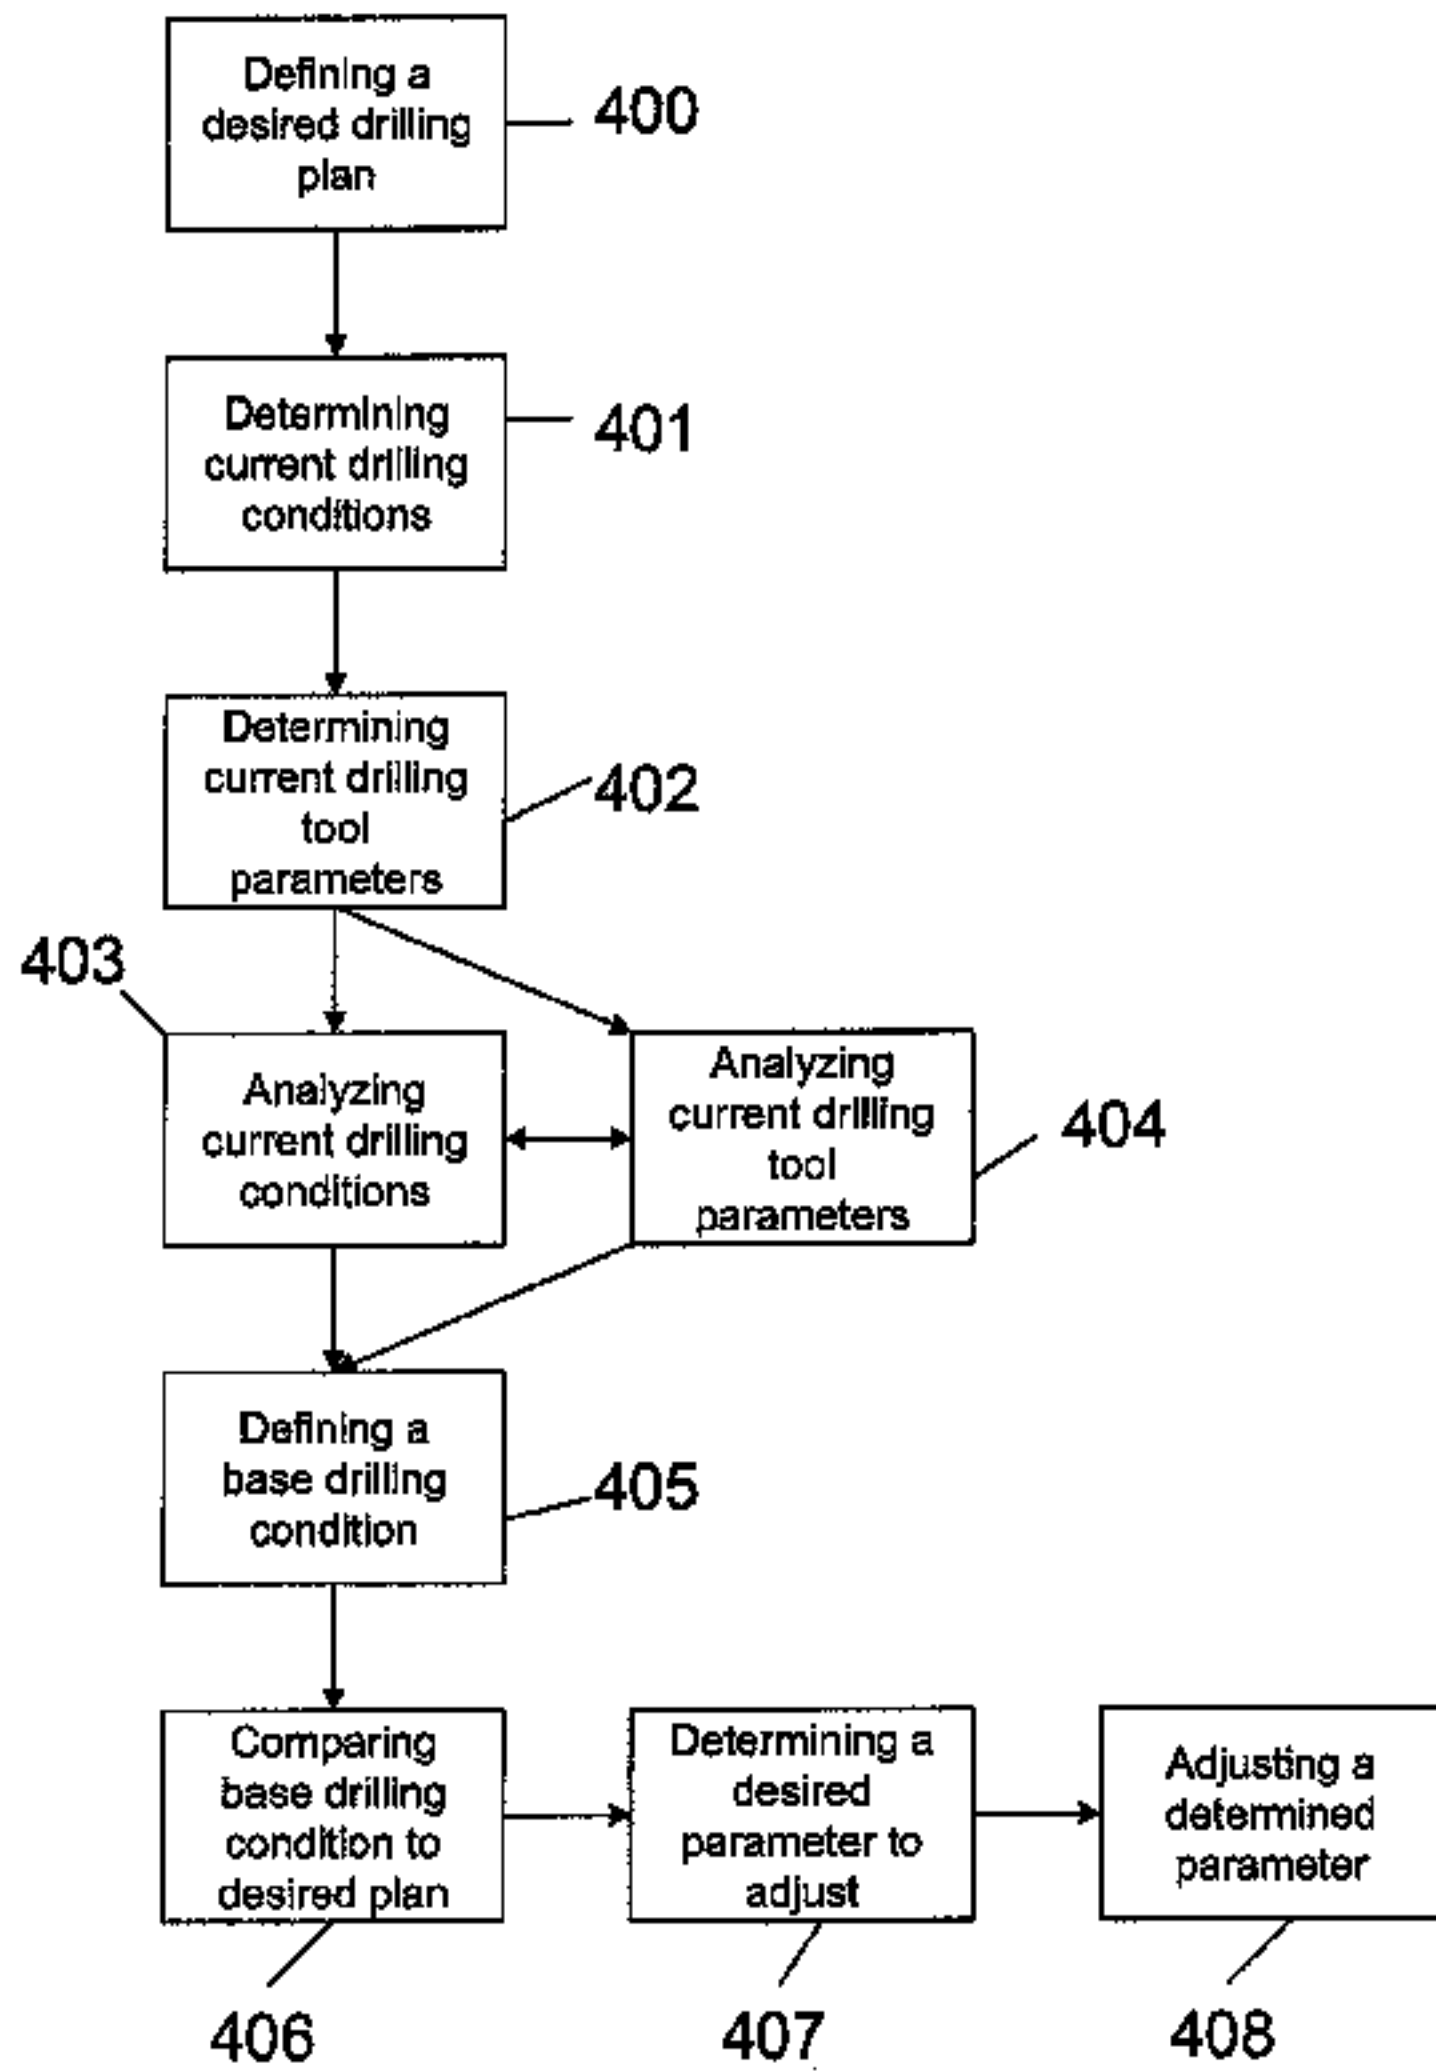 Defining a
desired drilling
plan
400
Determining
current drilling
conditions
401
Determining
current drilling
tool
parameters
402
403
Analyzing
current drilling
conditions
Analyzing
current drilling
tool
parameters
404
Defining a
base drilling
condition
405
Comparing
base drilling
condition to
desired plan
406
Determining a
desired
parameter to
adjust
407
Adjusting a
determined
parameter
408